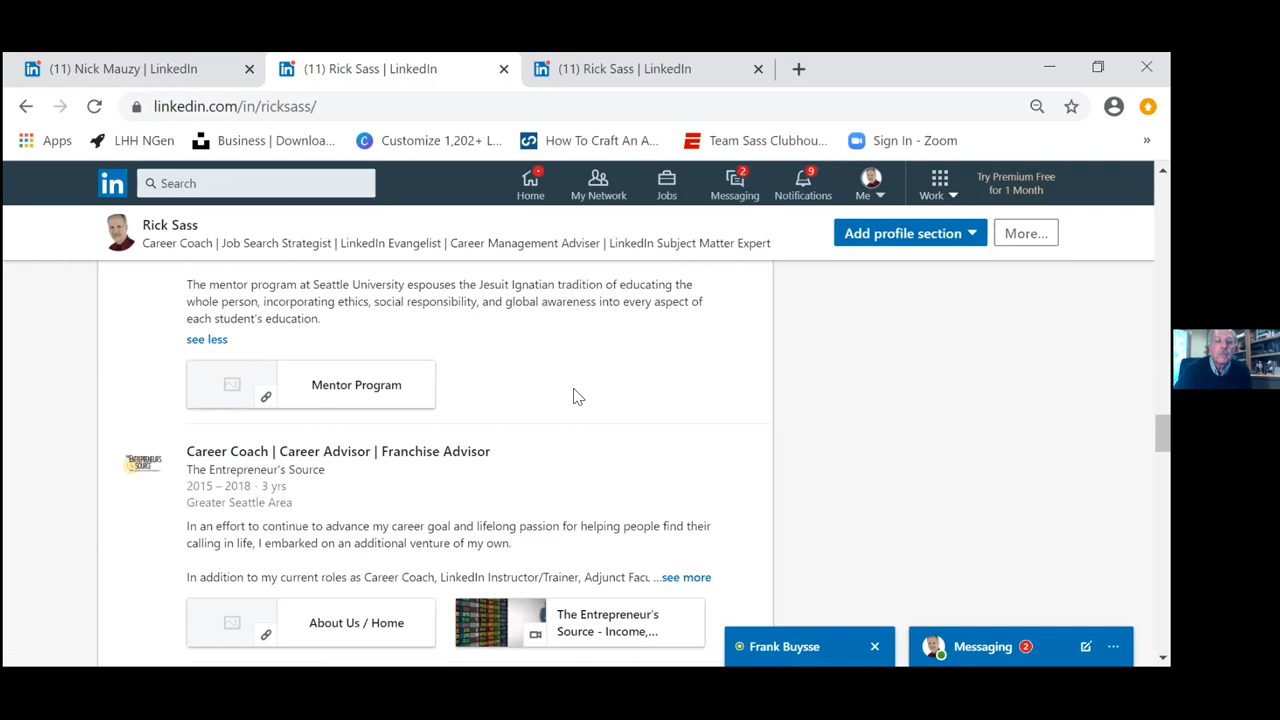 (11) Nick Mauzy | LinkedIn
(11) Rick Sass | LinkedIn
(11) Rick Sass | LinkedIn
linkedin.com/in/ricksass/
Apps
LHH NGen
Business | Downloa...
Customize 1,202+ L...
How To Craft An A...
Team Sass Clubhou...
Sign In - Zoom
»
in
Search
Home
My Network
Jobs
2
Messaging
9
Notifications
Me
Work
Try Premium Free
for 1 Month
Rick Sass
Career Coach | Job Search Strategist | LinkedIn Evangelist | Career Management Adviser | LinkedIn Subject Matter Expert
Add profile section
More...
The mentor program at Seattle University espouses the Jesuit Ignatian tradition of educating the
whole person, incorporating ethics, social responsibility, and global awareness into every aspect of
each student's education.
see less
Mentor Program
THE ENTREPRENEUR'S
SOURCE
Career Coach | Career Advisor | Franchise Advisor
The Entrepreneur's Source
2015 – 2018 · 3 yrs
Greater Seattle Area
In an effort to continue to advance my career goal and lifelong passion for helping people find their
calling in life, I embarked on an additional venture of my own.
In addition to my current roles as Career Coach, LinkedIn Instructor/Trainer, Adjunct Facu ...see more
About Us / Home
The Entrepreneur's
Source - Income,...
Frank Buysse
Messaging 2